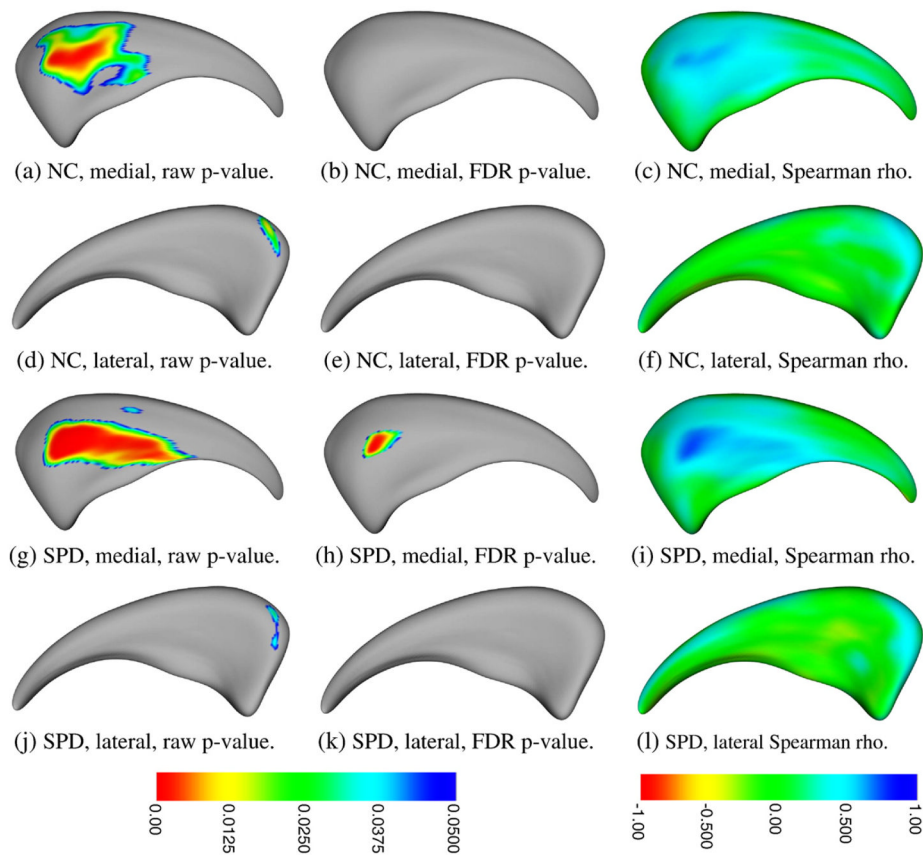 (a) NC, medial, raw p-value. (b) NC, medial, FDR p-value. (c) NC, medial, Spearman rho.
(d) NC, lateral, raw p-value. (e) NC, lateral, FDR p-value. (f) NC, lateral, Spearman rho.
(g) SPD, medial, raw p-value. (h) SPD, medial, FDR p-value. (i) SPD, medial, Spearman rho.
(j) SPD, lateral, raw p-value. (k) SPD, lateral, FDR p-value. (l) SPD, lateral Spearman rho.
0.00 0.0125 0.0250 0.0375 0.0500
-1.00 -0.500 0.00 0.500 1.00